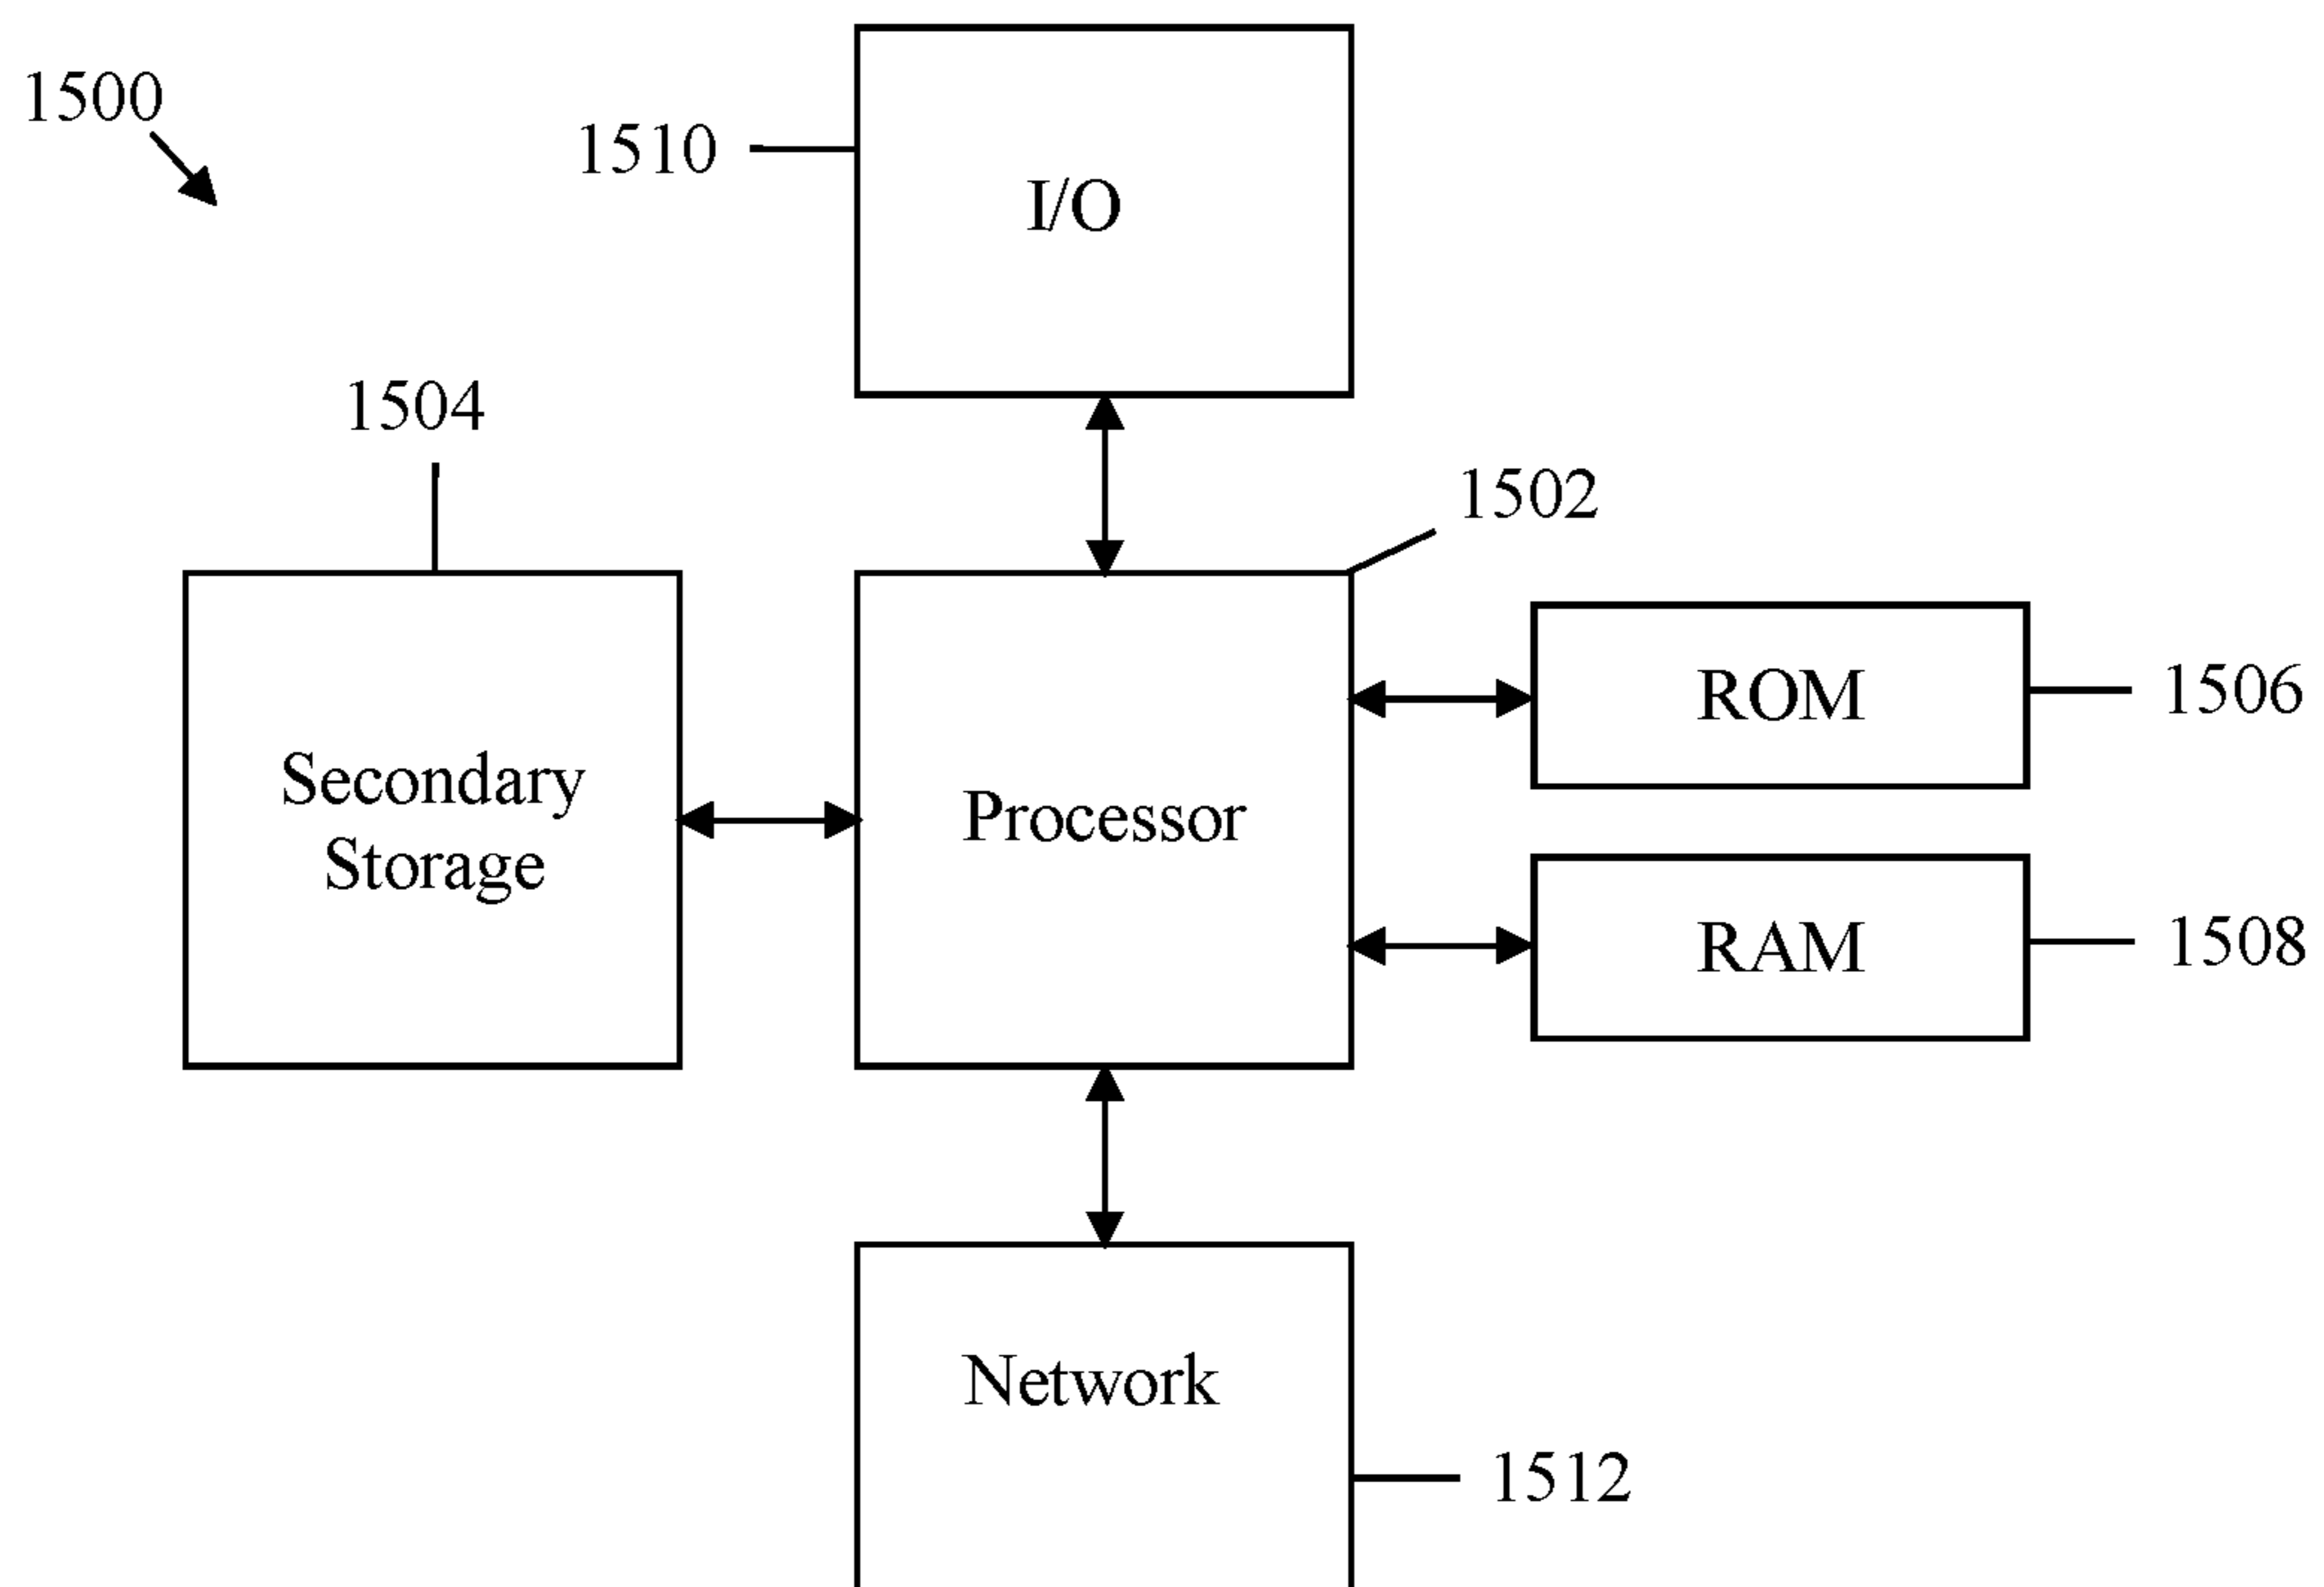 1500
1510
I/O
1504
1502
1506
ROM
Secondary
Storage
Processor
RAM
1508
Network
1512